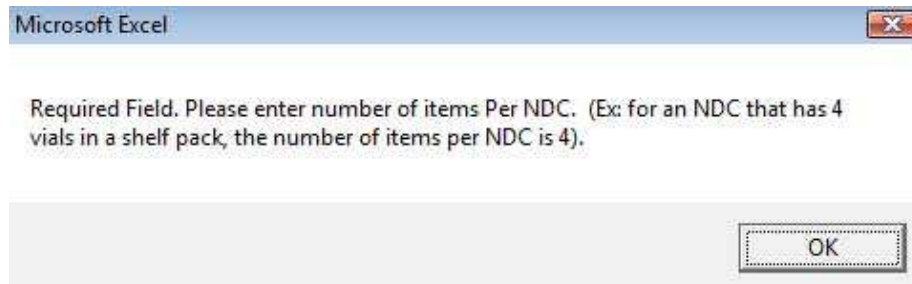 Microsoft Excel
Required Field. Please enter number of items Per NDC. (Ex: for an NDC that has 4
vials in a shelf pack, the number of items per NDC is 4).
OK